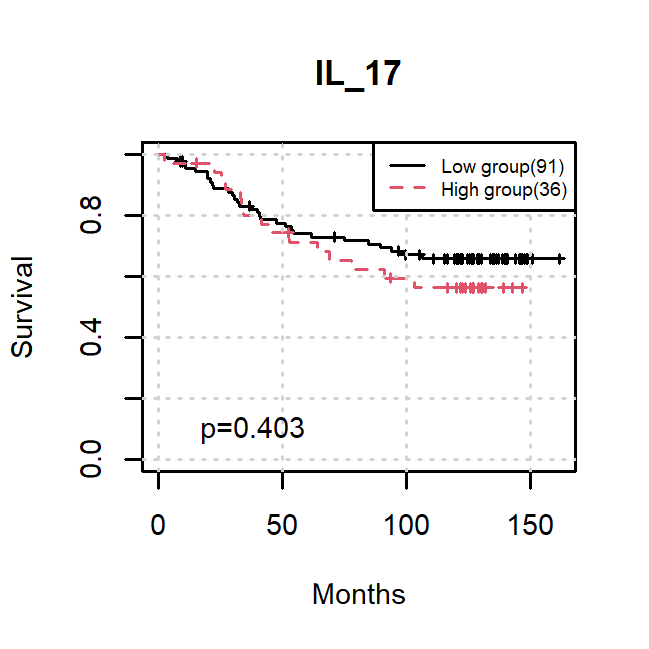 IL_17
Low group(91)
High group(36)
Survival
0.8
0.4
0.0
p=0.403
0 50 100 150
Months